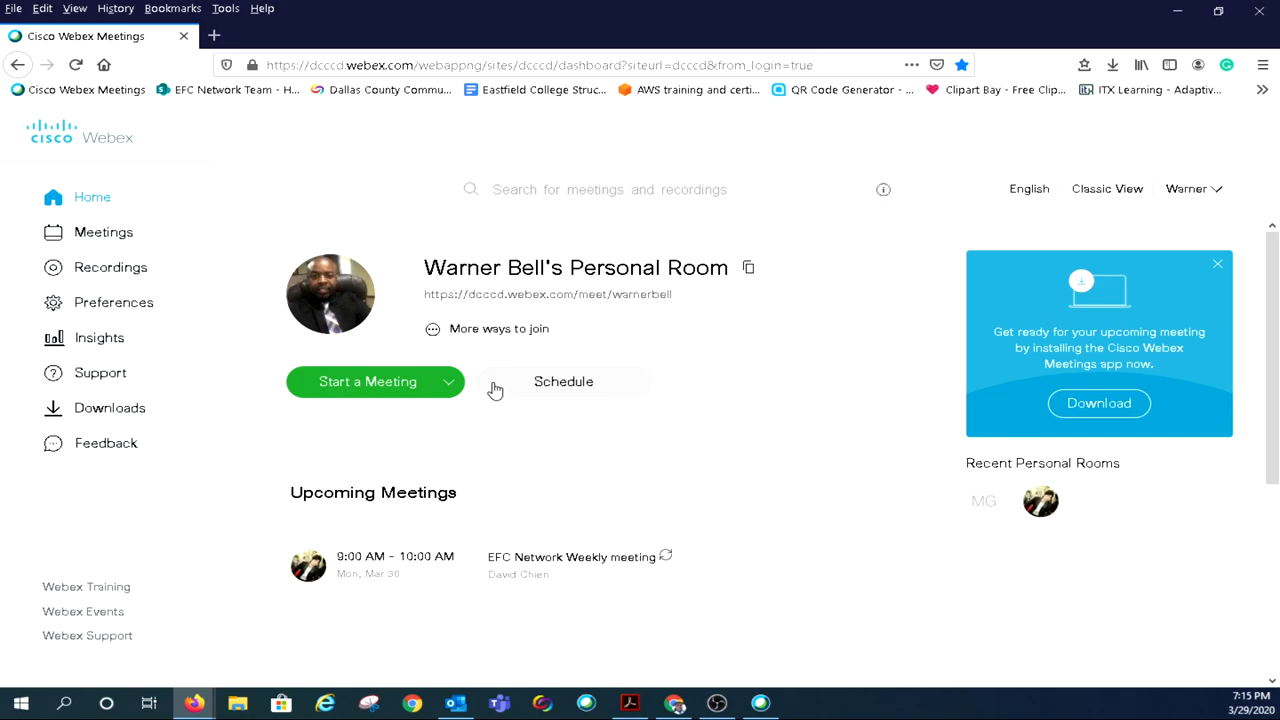 File Edit View History Bookmarks Tools Help
Cisco Webex Meetings
https://dcccd.webex.com/webappng/sites/dcccd/dashboard?siteurl=dcccd&from_login=true
Cisco Webex Meetings EFC Network Team - H... Dallas County Commu... Eastfield College Struc... AWS training and certi... QR Code Generator - ... Clipart Bay - Free Clip... ITX Learning - Adaptiv...
cisco Webex
Search for meetings and recordings
English Classic View Warner
Home
Meetings
Recordings
Preferences
Insights
Support
Downloads
Feedback
Webex Training
Webex Events
Webex Support
Warner Bell's Personal Room
https://dcccd.webex.com/meet/warnerbell
More ways to join
Start a Meeting
Schedule
Upcoming Meetings
9:00 AM - 10:00 AM EFC Network Weekly meeting
Mon, Mar 30 David Chien
Get ready for your upcoming meeting
by installing the Cisco Webex
Meetings app now.
Download
Recent Personal Rooms
MG
7:15 PM
3/29/2020